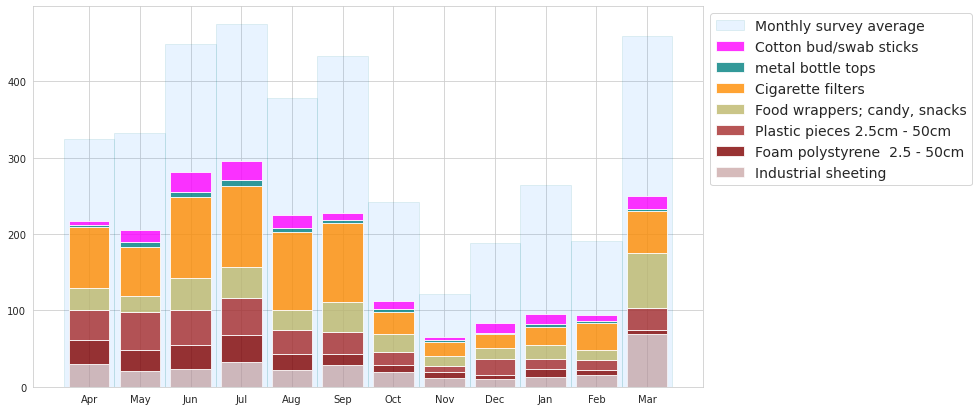 Monthly survey average
Cotton bud/swab sticks
metal bottle tops
Cigarette filters
Food wrappers; candy, snacks
Plastic pieces 2.5cm - 50cm
Foam polystyrene  2.5 - 50cm
Industrial sheeting
400
300
200
100
0
Apr May Jun Jul Aug Sep Oct Nov Dec Jan Feb Mar